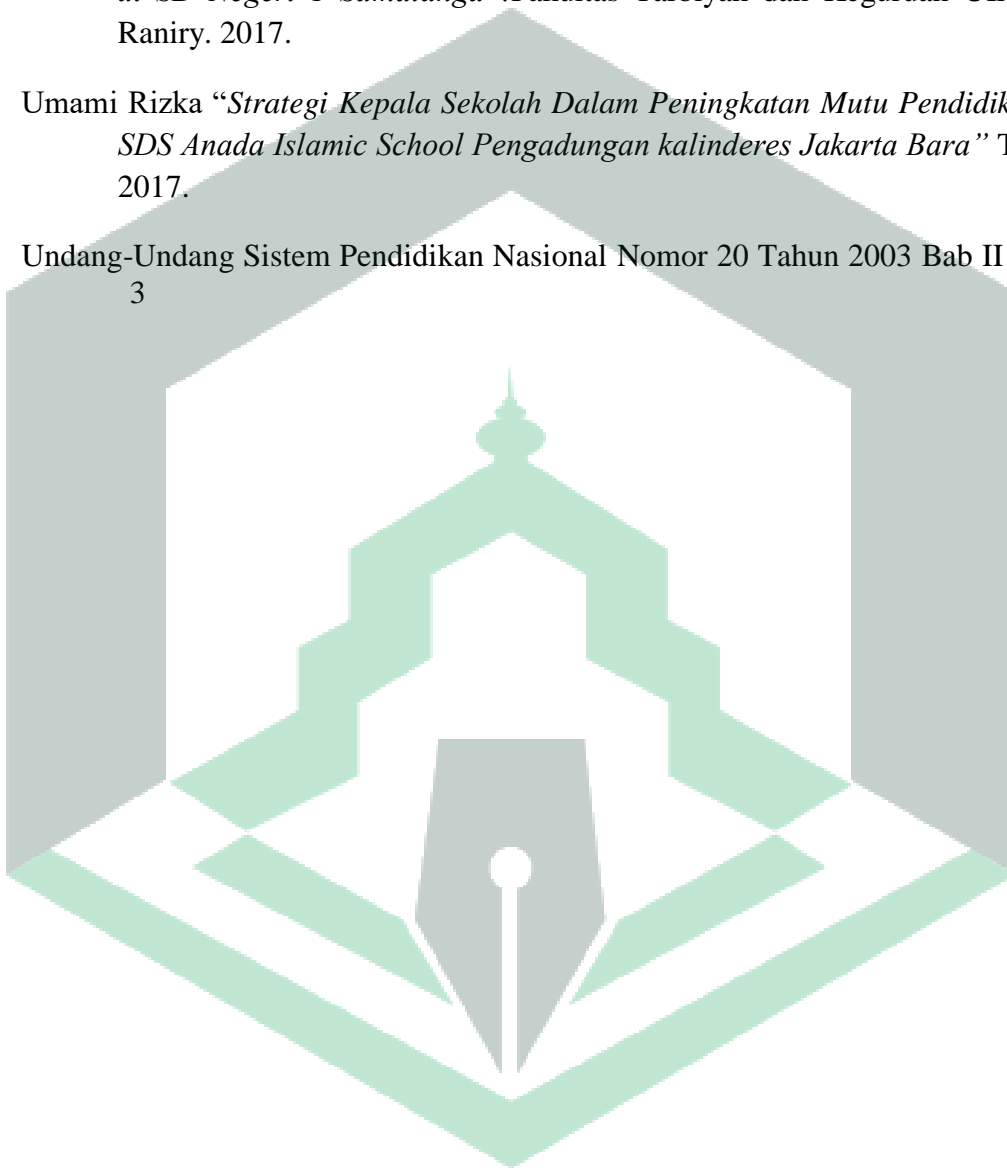 Raniry. 2017.
Umami Rizka “Strategi Kepala Sekolah Dalam Peningkatan Mutu
SDS Anada Islamic School Pengadungan kalinderes Jakarta Bara”
2017.
Undang-Undang Sistem Pendidikan Nasional Nomor 20 Tahun 2003 Bab II
3